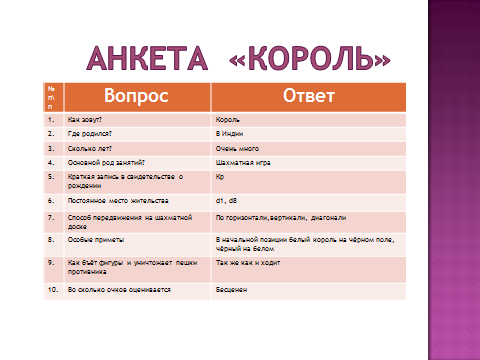 АНКЕТА «КОРОЛЬ»
№ п\п Вопрос Ответ
1. Как зовут? Король
2. Где родился? В Индии
3. Сколько лет? Очень много
4. Основной род занятий? Шахматная игра
5. Краткая запись в свидетельстве о рождении Кр
6. Постоянное место жительства d1, d8
7. Способ передвижения на шахматной доске По горизонтали,вертикали, диагонали
8. Особые приметы В начальной позиции белый король на чёрном поле, чёрный на белом
9. Как бьёт фигуры и уничтожает пешки противника Так же как и ходит
10. Во сколько очков оценивается Бесценен